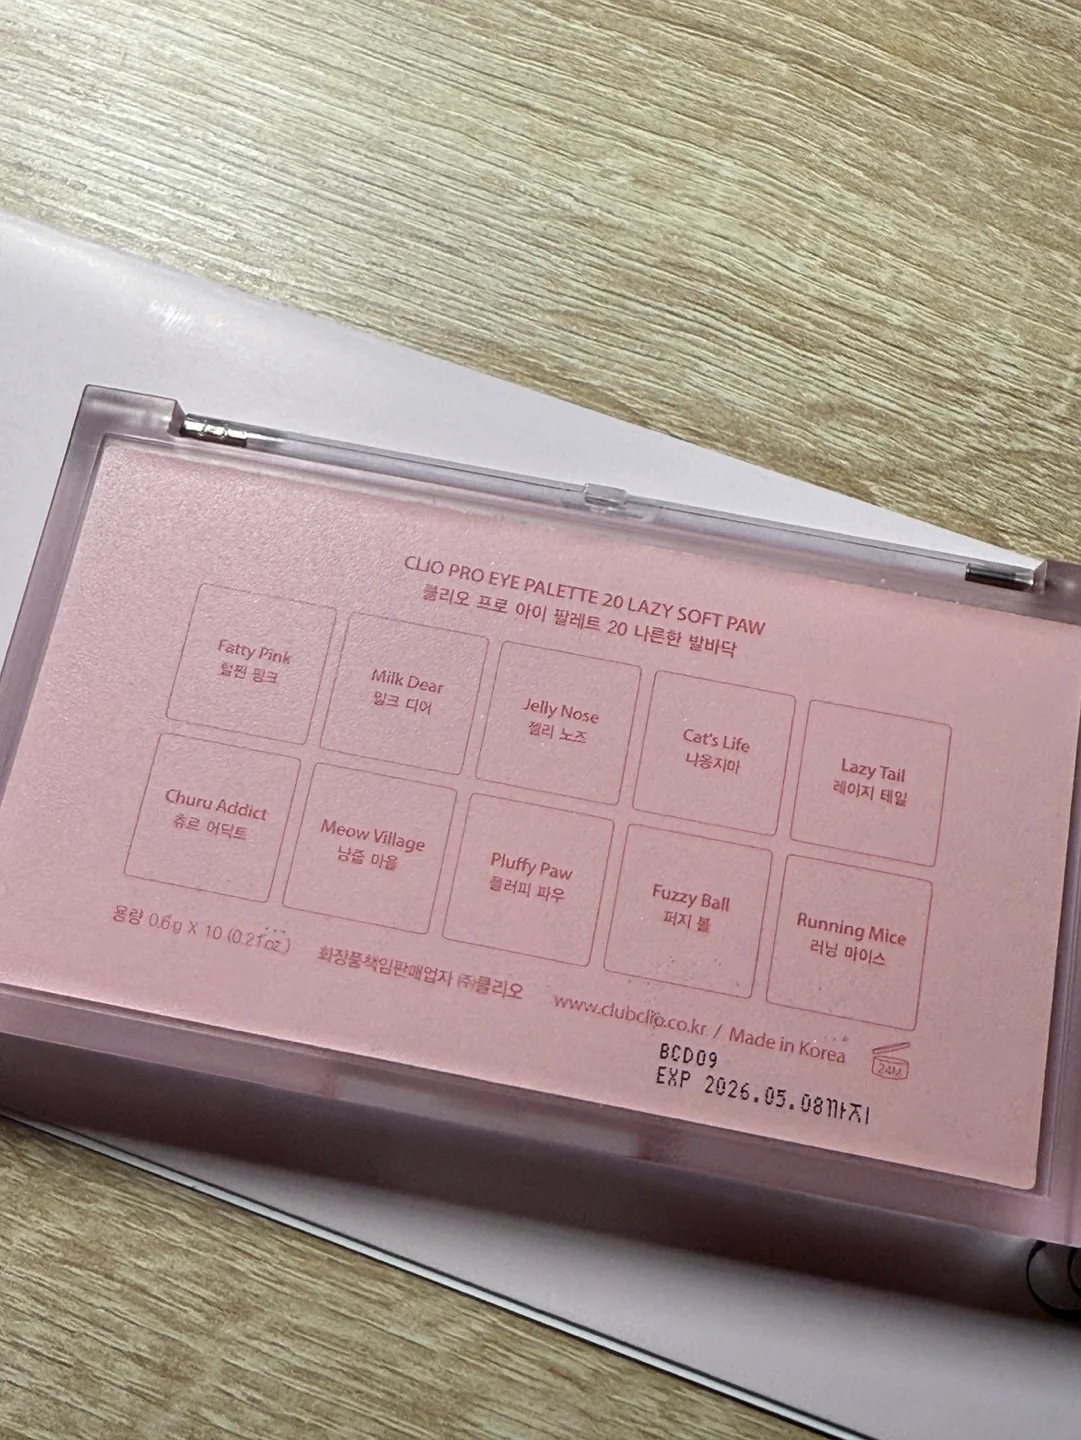 CLIO PRO EYE PALETTE 20 LAZY SOFT PAW
클리오 프로 아이 팔레트 20 나른한 발바닥
Fatty Pink
털찐 핑크
Milk Dear
밀크 디어
Jelly Nose
젤리 노즈
Cat's Life
나옹지마
Lazy Tail
레이지 테일
Churu Addict
츄르 어딕트
Meow Village
냥줍 마을
Pluffy Paw
플러피 파우
Fuzzy Ball
퍼지 볼
Running Mice
러닝 마이스
용량 0.6g X 10 (0.21oz.)
화장품책임판매업자 ㈜클리오
www.clubclio.co.kr / Made in Korea
24M
BCD09
EXP 2026.05.08까지